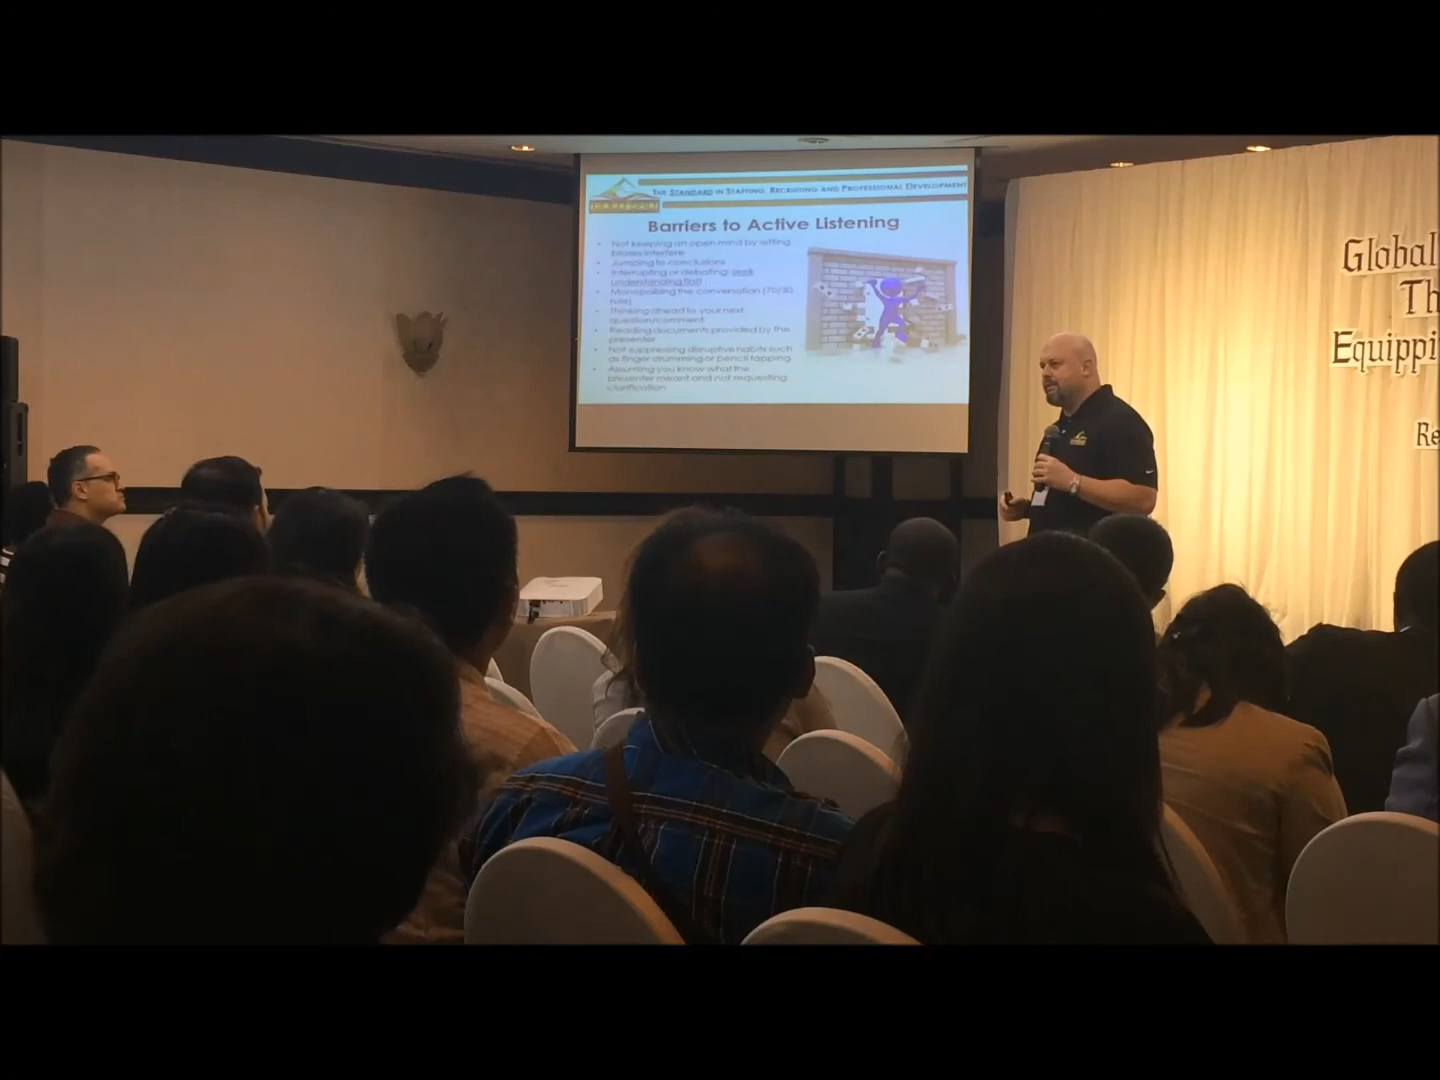 THE STANDARD IN STAFFING, RECRUITING AND PROFESSIONAL DEVELOPMENT
Barriers to Active Listening
• Not keeping an open mind by letting
biases interfere
• Jumping to conclusions
• Interrupting or debating: seek
understanding first!
• Monopolizing the conversation (70/30
rule)
• Thinking ahead to your next
question/comment
• Reading documents provided by the
presenter
• Not suppressing disruptive habits such
as finger drumming or pencil tapping
• Assuming you know what the
presenter meant and not requesting
clarification
Global
Th
Equippi
Re